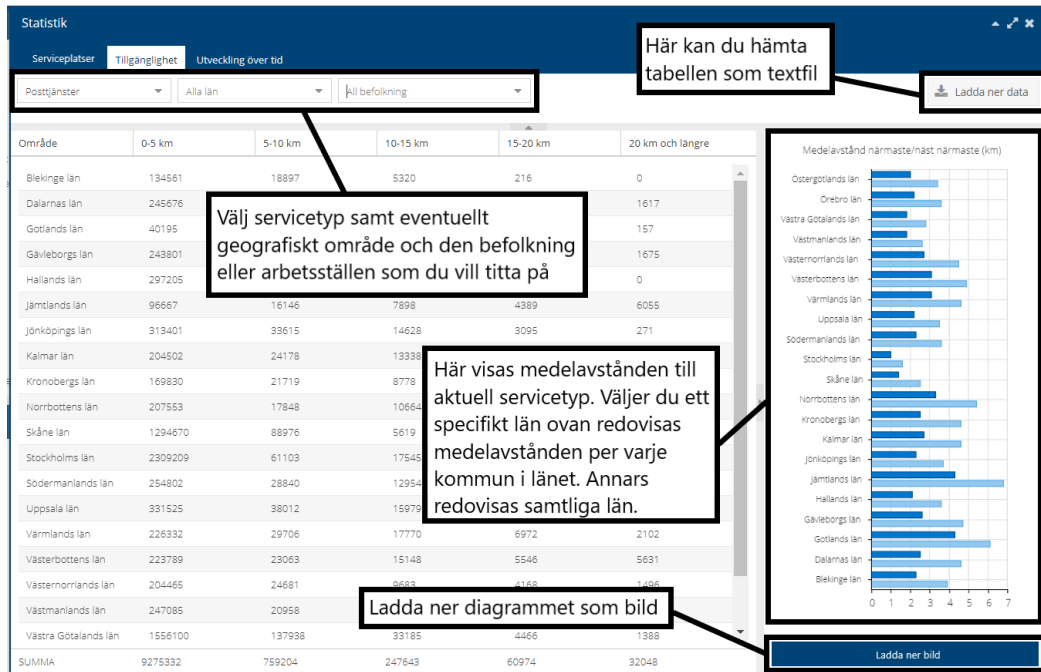 Statistik
Serviceplatser Tillgänglighet Utveckling över tid
Här kan du hämta
tabellen som textfil
Posttjänster Alla län All befolkning
Ladda ner data
Område 0-5 km 5-10 km 10-15 km 15-20 km 20 km och längre
Blekinge län 134561 18897 5320 216 0
Dalarnas län 245676 1617
Gotlands län 40195 157
Gävleborgs län 243801 1675
Hallands län 297205 0
Jämtlands län 96667 16146 7898 4389 6055
Jönköpings län 313401 33615 14628 3095 271
Kalmar län 204502 24178 13338
Kronobergs län 169830 21719 8778
Norrbottens län 207553 17848 10664
Skåne län 1294670 88976 5619
Stockholms län 2309209 61103 17545
Södermanlands län 254802 28840 12954
Uppsala län 331525 38012 15979
Värmlands län 226332 29706 17770 6972 2102
Västerbottens län 223789 23063 15148 5546 5631
Västernorrlands län 204465 24681 9683 4168 1496
Västmanlands län 247085 20958
Västra Götalands län 1556100 137938 33185 4466 1388
SUMMA 9275332 759204 247643 60974 32048
Välj servicetyp samt eventuellt
geografiskt område och den befolkning
eller arbetsställen som du vill titta på
Här visas medelavstånden till
aktuell servicetyp. Väljer du ett
specifikt län ovan redovisas
medelavstånden per varje
kommun i länet. Annars
redovisas samtliga län.
Ladda ner diagrammet som bild
Medelavstånd närmaste/näst närmaste (km)
Östergötlands län
Örebro län
Västra Götalands län
Västmanlands län
Västernorrlands län
Västerbottens län
Värmlands län
Uppsala län
Södermanlands län
Stockholms län
Skåne län
Norrbottens län
Kronobergs län
Kalmar län
Jönköpings län
Jämtlands län
Hallands län
Gävleborgs län
Gotlands län
Dalarnas län
Blekinge län
0 1 2 3 4 5 6 7
Ladda ner bild